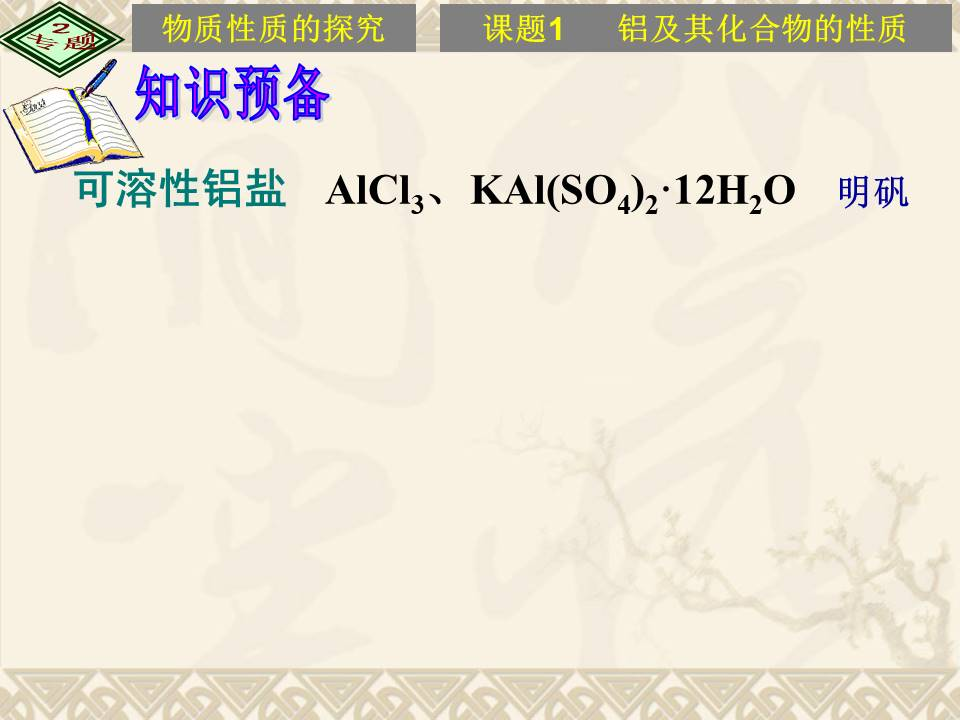 2
专题
物质性质的探究
课题1 铝及其化合物的性质
知识预备
可溶性铝盐 AlCl₃、KAl(SO₄)₂·12H₂O 明矾